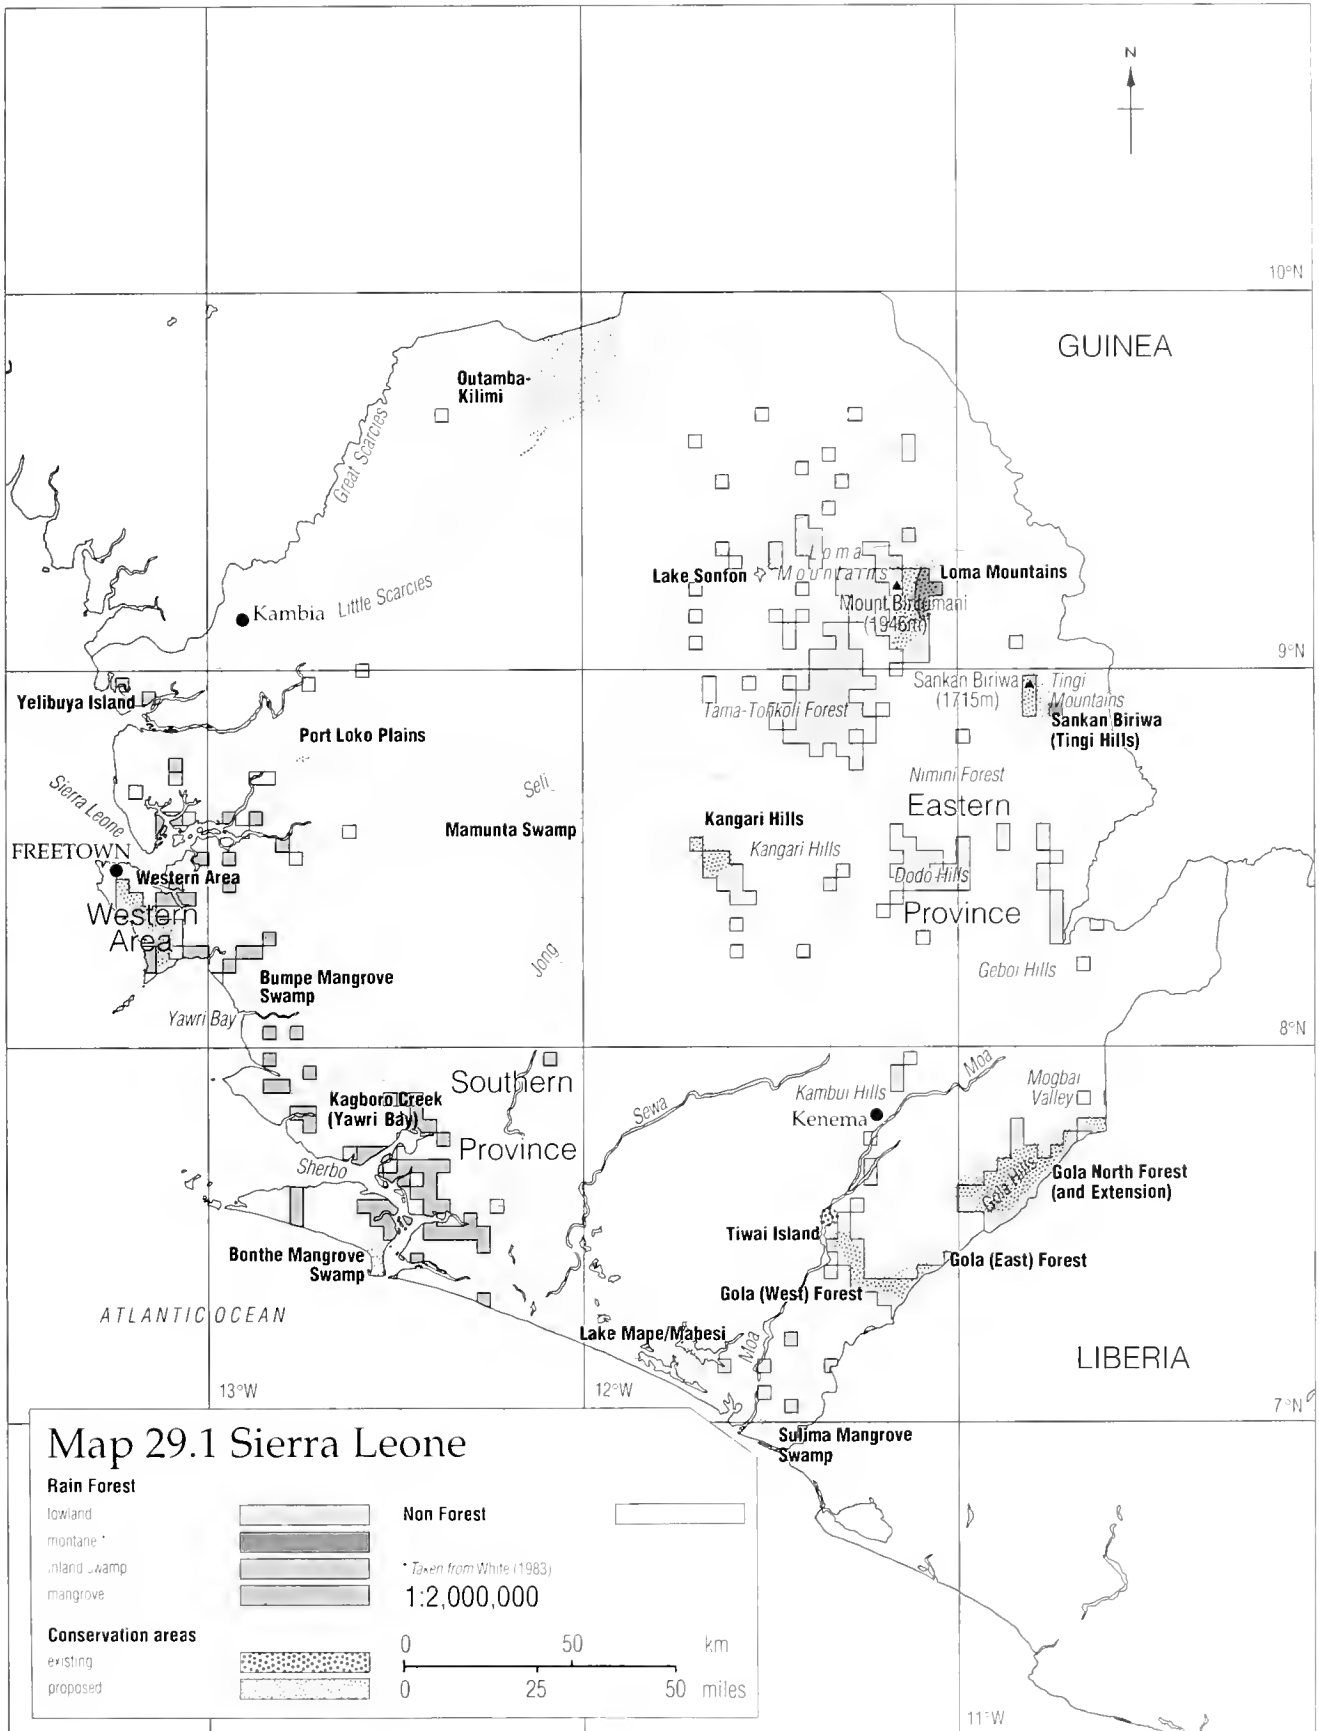 N
10°N
GUINEA
Outamba-
Kilimi
Great Scarcies
Loma
Mountains
Lake Sonfon
Loma Mountains
Mount Bintumani
(1946m)
Kambia
Little Scarcies
9°N
Yelibuya Island
Sankan Biriwa
(1715m)
Tingi
Mountains
Tama-Tonkoli Forest
Sankan Biriwa
(Tingi Hills)
Port Loko Plains
Nimini Forest
Sierra Leone
Seli
Eastern
Mamunta Swamp
Kangari Hills
Kangari Hills
FREETOWN
Western Area
Dodo Hills
Western
Area
Province
Jong
Geboi Hills
Bumpe Mangrove
Swamp
Yawri Bay
8°N
Southern
Moa
Mogbai
Valley
Kambui Hills
Kagboro Creek
(Yawri Bay)
Sewa
Kenema
Province
Sherbo
Gola Hills
Gola North Forest
(and Extension)
Tiwai Island
Bonthe Mangrove
Swamp
Gola (East) Forest
Gola (West) Forest
ATLANTIC OCEAN
Lake Mape/Mabesi
Moa
LIBERIA
13°W
12°W
7°N
Sulima Mangrove
Swamp
Map 29.1 Sierra Leone
Rain Forest
lowland
montane *
inland swamp
mangrove
Non Forest
* Taken from White (1983)
1:2,000,000
Conservation areas
existing
proposed
0 50 km
0 25 50 miles
11°W